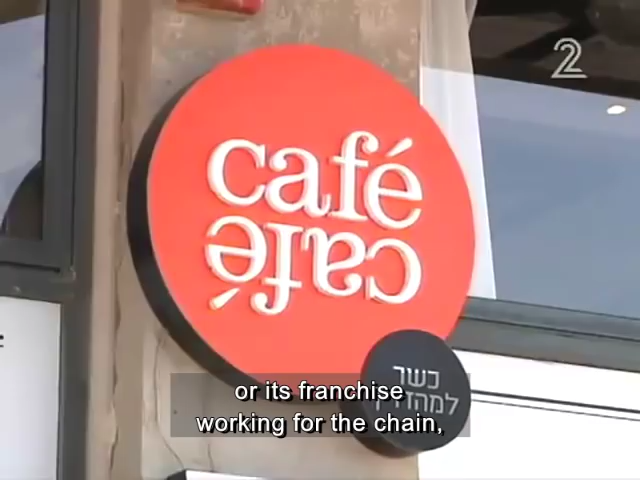 2
café
café
כשר
למהדרין
or its franchise
working for the chain,